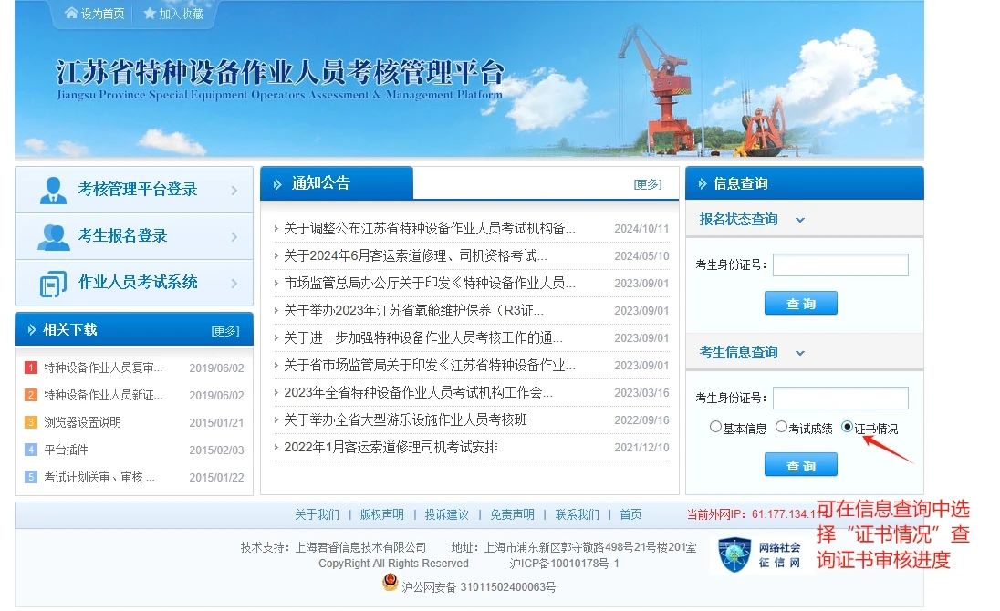 设为首页 加入收藏
江苏省特种设备作业人员考核管理平台
Jiangsu Province Special Equipment Operators Assessment & Management Platform
考核管理平台登录
考生报名登录
作业人员考试系统
相关下载 [更多]
1 特种设备作业人员复审... 2019/06/02
2 特种设备作业人员新证... 2019/06/02
3 浏览器设置说明 2015/01/21
4 平台插件 2015/02/03
5 考试计划送审、审核 ... 2015/01/22
通知公告 [更多]
关于调整公布江苏省特种设备作业人员考试机构备... 2024/10/11
关于2024年6月客运索道修理、司机资格考试... 2024/05/10
市场监管总局办公厅关于印发《特种设备作业人员... 2023/09/01
关于举办2023年江苏省氧舱维护保养（R3证... 2023/09/01
关于进一步加强特种设备作业人员考核工作的通... 2023/09/01
关于省市场监管局关于印发《江苏省特种设备作业... 2023/09/01
2023年全省特种设备作业人员考试机构工作会... 2023/03/16
关于举办全省大型游乐设施作业人员考核班 2022/09/16
2022年1月客运索道修理司机考试安排 2021/12/10
信息查询
报名状态查询
考生身份证号：
查 询
考生信息查询
考生身份证号：
基本信息 考试成绩 证书情况
查 询
关于我们 | 版权声明 | 投诉建议 | 免责声明 | 联系我们 | 首页
当前外网IP：61.177.134.1
技术支持：上海君睿信息技术有限公司 地址：上海市浦东新区郭守敬路498号21号楼201室
CopyRight All Rights Reserved 沪ICP备10010178号-1
沪公网安备 31011502400063号
网络社会
征信网
可在信息查询中选
择“证书情况”查
询证书审核进度